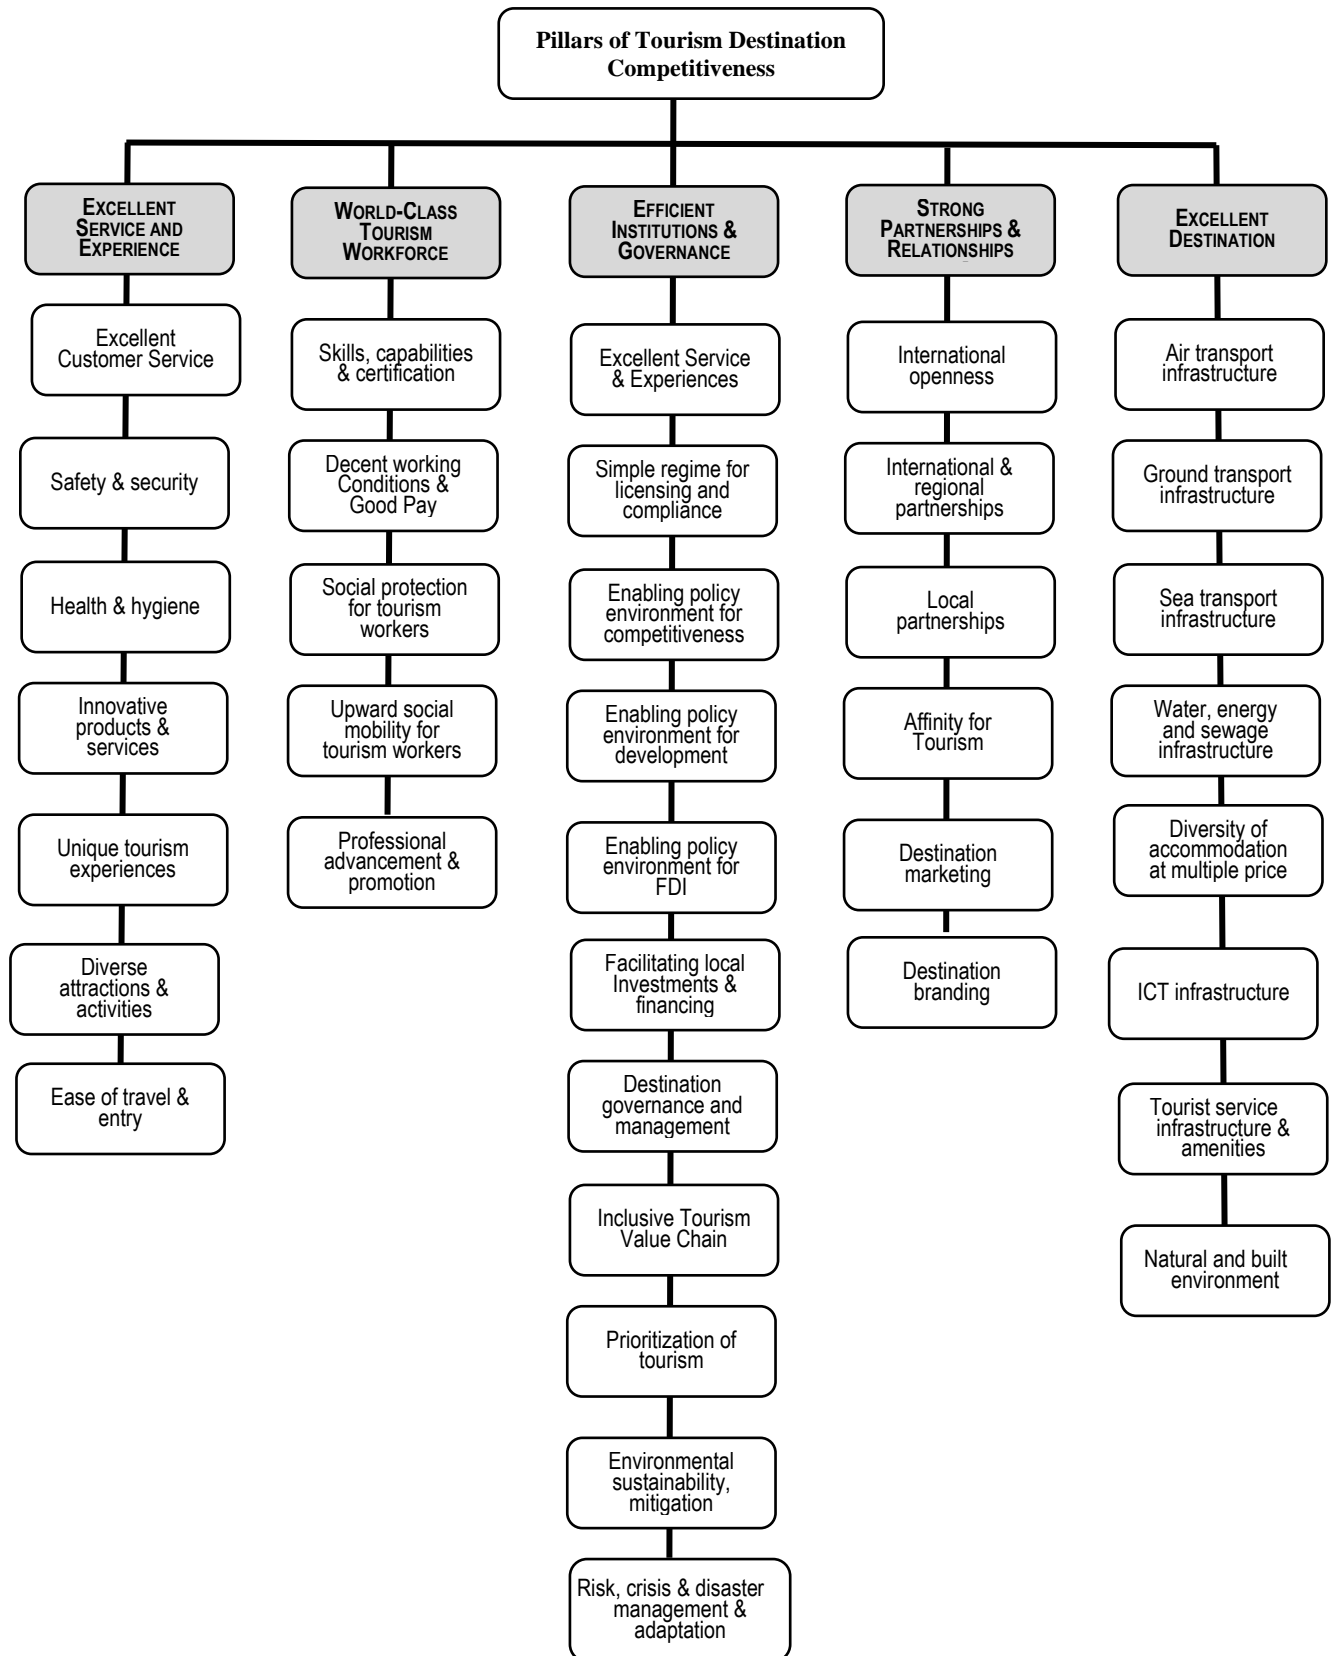 Pillars of Tourism Destination
Competitiveness
EXCELLENT
SERVICE AND
EXPERIENCE
Excellent
Customer Service
Safety & security
Health & hygiene
Innovative
products &
services
Unique tourism
experiences
Diverse
attractions &
activities
Ease of travel &
entry
WORLD-CLASS
TOURISM
WORKFORCE
Skills, capabilities
& certification
Decent working
Conditions &
Good Pay
Social protection
for tourism
workers
Upward social
mobility for
tourism workers
Professional
advancement &
promotion
EFFICIENT
INSTITUTIONS &
GOVERNANCE
Excellent Service
& Experiences
Simple regime for
licensing and
compliance
Enabling policy
environment for
competitiveness
Enabling policy
environment for
development
Enabling policy
environment for
FDI
Facilitating local
Investments &
financing
Destination
governance and
management
Inclusive Tourism
Value Chain
Prioritization of
tourism
Environmental
sustainability,
mitigation
Risk, crisis & disaster
management &
adaptation
STRONG
PARTNERSHIPS &
RELATIONSHIPS
International
openness
International &
regional
partnerships
Local
partnerships
Affinity for
Tourism
Destination
marketing
Destination
branding
EXCELLENT
DESTINATION
Air transport
infrastructure
Ground transport
infrastructure
Sea transport
infrastructure
Water, energy
and sewage
infrastructure
Diversity of
accommodation
at multiple price
ICT infrastructure
Tourist service
infrastructure &
amenities
Natural and built
environment